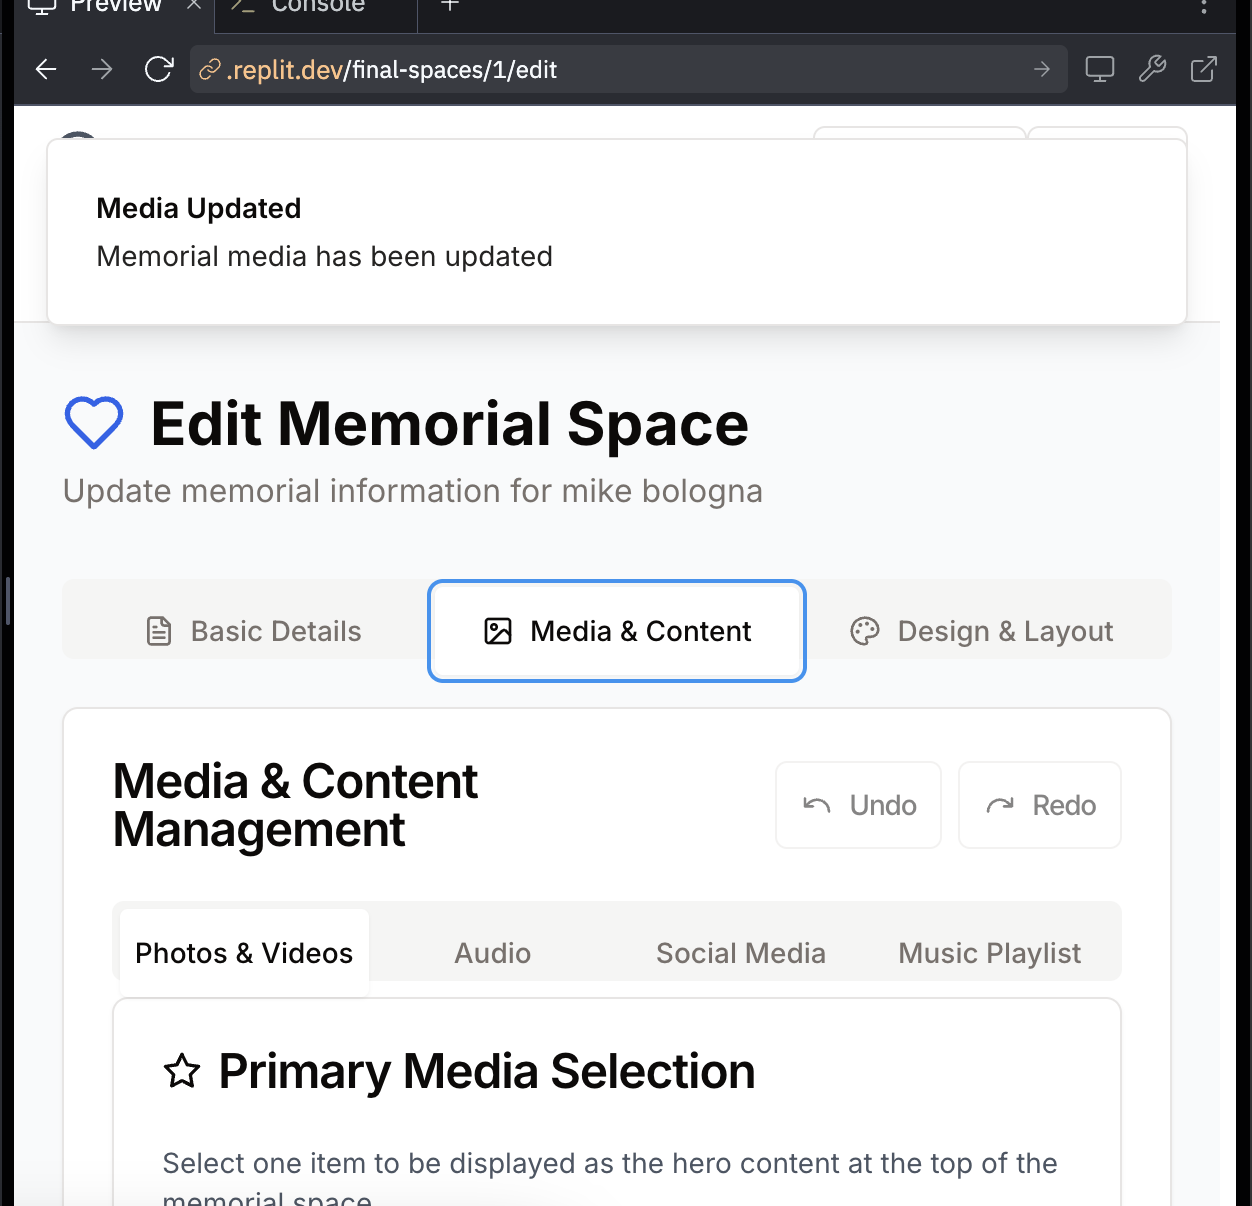 Preview
Console
.replit.dev/final-spaces/1/edit
Media Updated
Memorial media has been updated
Edit Memorial Space
Update memorial information for mike bologna
Basic Details
Media & Content
Design & Layout
Media & Content
Management
Undo
Redo
Photos & Videos
Audio
Social Media
Music Playlist
Primary Media Selection
Select one item to be displayed as the hero content at the top of the
memorial space